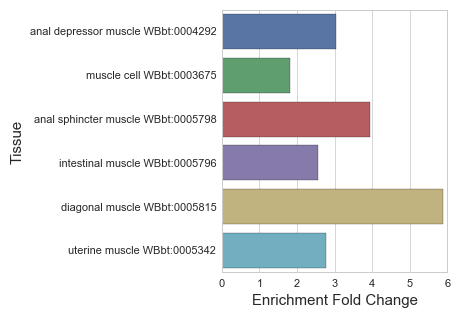 Tissue
anal depressor muscle WBbt:0004292
muscle cell WBbt:0003675
anal sphincter muscle WBbt:0005798
intestinal muscle WBbt:0005796
diagonal muscle WBbt:0005815
uterine muscle WBbt:0005342
0 1 2 3 4 5 6
Enrichment Fold Change